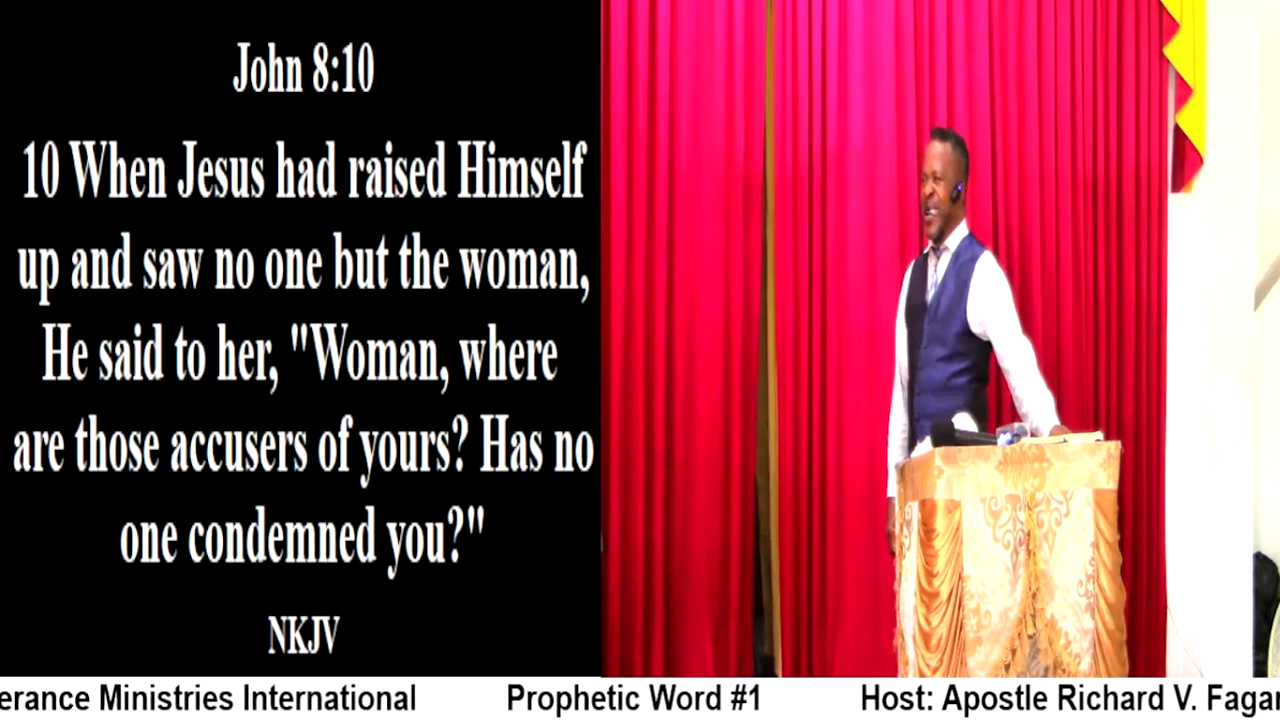 John 8:10
10 When Jesus had raised Himself
up and saw no one but the woman,
He said to her, "Woman, where
are those accusers of yours? Has no
one condemned you?"
NKJV
Ministries International Prophetic Word #1 Host: Apostle Richard V.